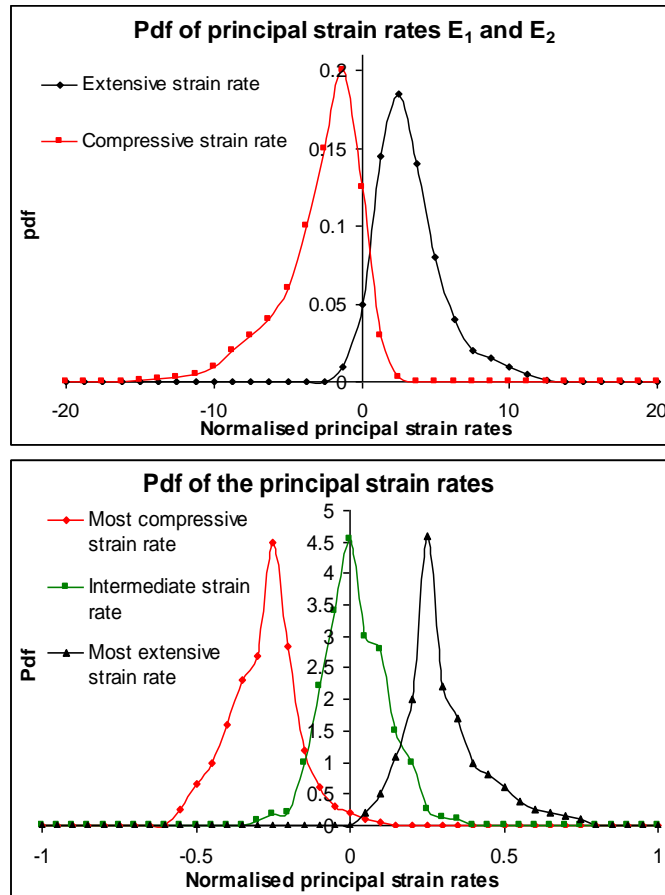 Pdf of principal strain rates E1 and E2
Extensive strain rate
Compressive strain rate
pdf
0.2
0.15
0.1
0.05
0
-20
-10
0
10
20
Normalised principal strain rates
Pdf of the principal strain rates
Most compressive
strain rate
Intermediate strain
rate
Most extensive
strain rate
Pdf
5
4.5
4
3.5
3
2.5
2
1.5
1
0.5
0
-1
-0.5
0
0.5
1
Normalised principal strain rates